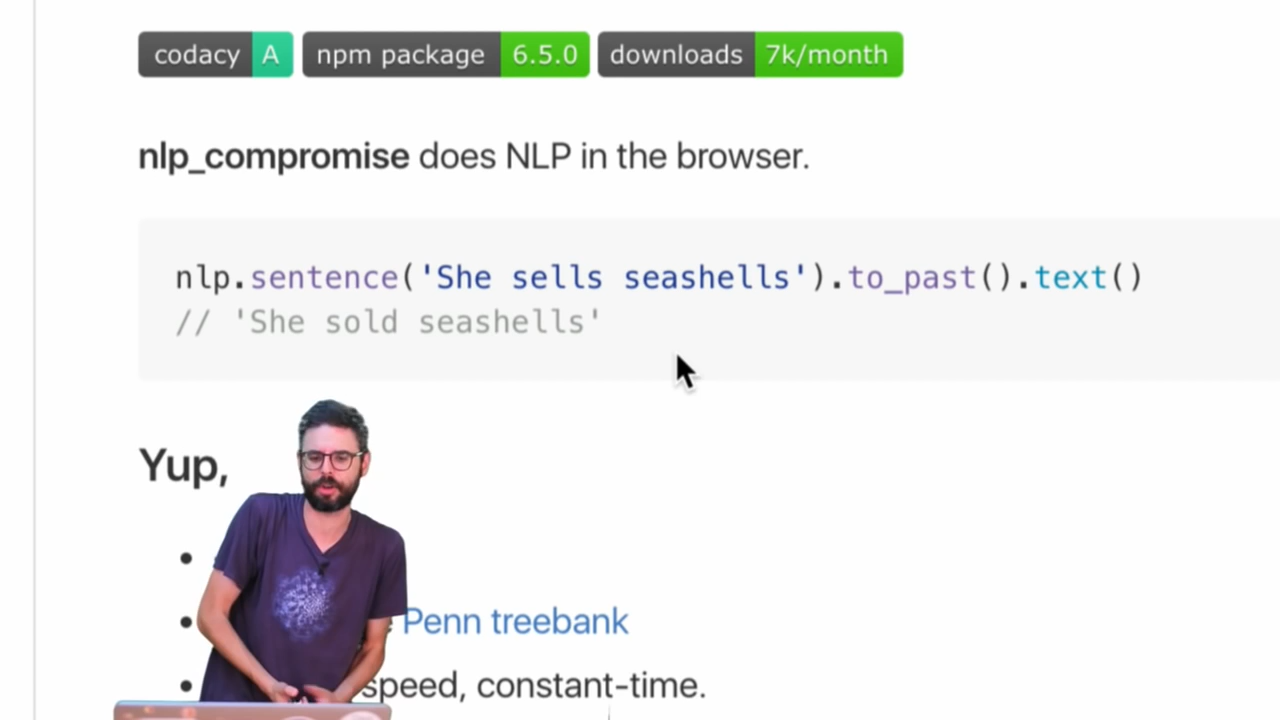 codacy A npm package 6.5.0 downloads 7k/month
nlp_compromise does NLP in the browser.
nlp.sentence('She sells seashells').to_past().text()
// 'She sold seashells'
Yup,
Penn treebank
speed, constant-time.